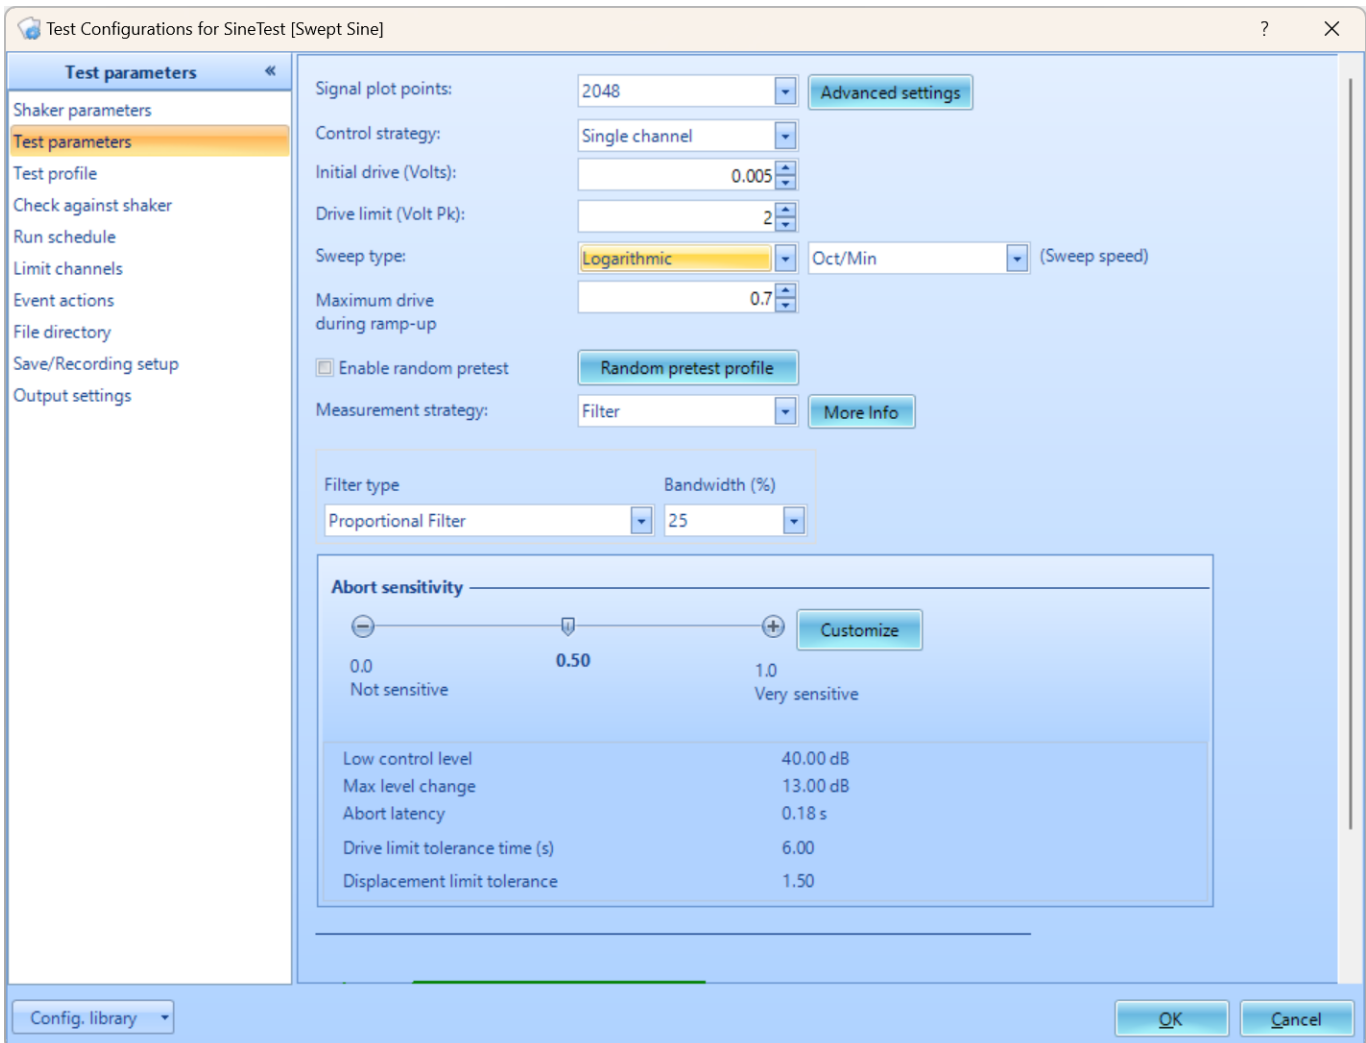 Test Configurations for SineTest [Swept Sine]
?
Test parameters
Shaker parameters
Test parameters
Test profile
Check against shaker
Run schedule
Limit channels
Event actions
File directory
Save/Recording setup
Output settings
Signal plot points: 2048 Advanced settings
Control strategy: Single channel
Initial drive (Volts): 0.005
Drive limit (Volt Pk): 2
Sweep type: Logarithmic Oct/Min (Sweep speed)
Maximum drive 0.7
during ramp-up
Enable random pretest Random pretest profile
Measurement strategy: Filter More Info
Filter type Bandwidth (%)
Proportional Filter 25
Abort sensitivity
Customize
0.0 0.50 1.0
Not sensitive Very sensitive
Low control level 40.00 dB
Max level change 13.00 dB
Abort latency 0.18 s
Drive limit tolerance time (s) 6.00
Displacement limit tolerance 1.50
Config. library OK Cancel